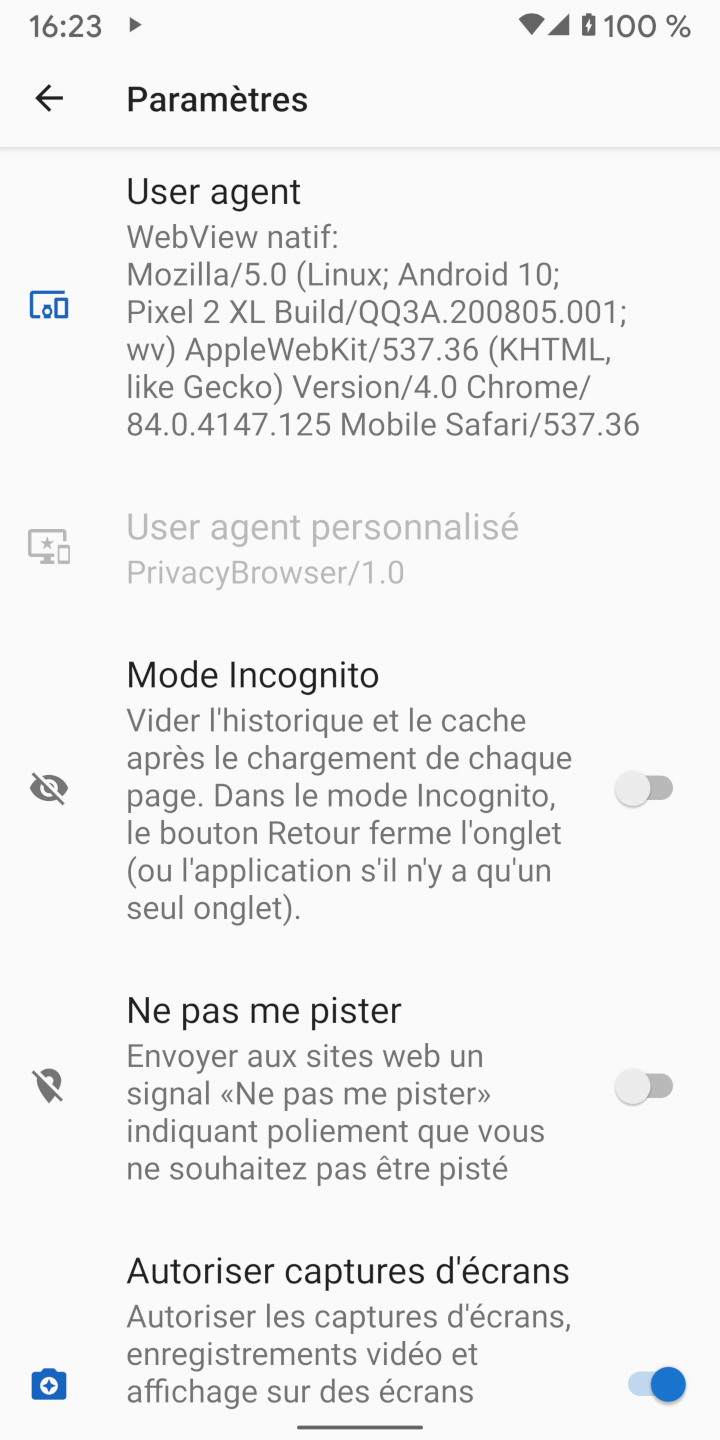 16:23
100 %
Paramètres
User agent
WebView natif:
Mozilla/5.0 (Linux; Android 10;
Pixel 2 XL Build/QQ3A.200805.001;
wv) AppleWebKit/537.36 (KHTML,
like Gecko) Version/4.0 Chrome/
84.0.4147.125 Mobile Safari/537.36
User agent personnalisé
PrivacyBrowser/1.0
Mode Incognito
Vider l'historique et le cache
après le chargement de chaque
page. Dans le mode Incognito,
le bouton Retour ferme l'onglet
(ou l'application s'il n'y a qu'un
seul onglet).
Ne pas me pister
Envoyer aux sites web un
signal «Ne pas me pister»
indiquant poliement que vous
ne souhaitez pas être pisté
Autoriser captures d'écrans
Autoriser les captures d'écrans,
enregistrements vidéo et
affichage sur des écrans